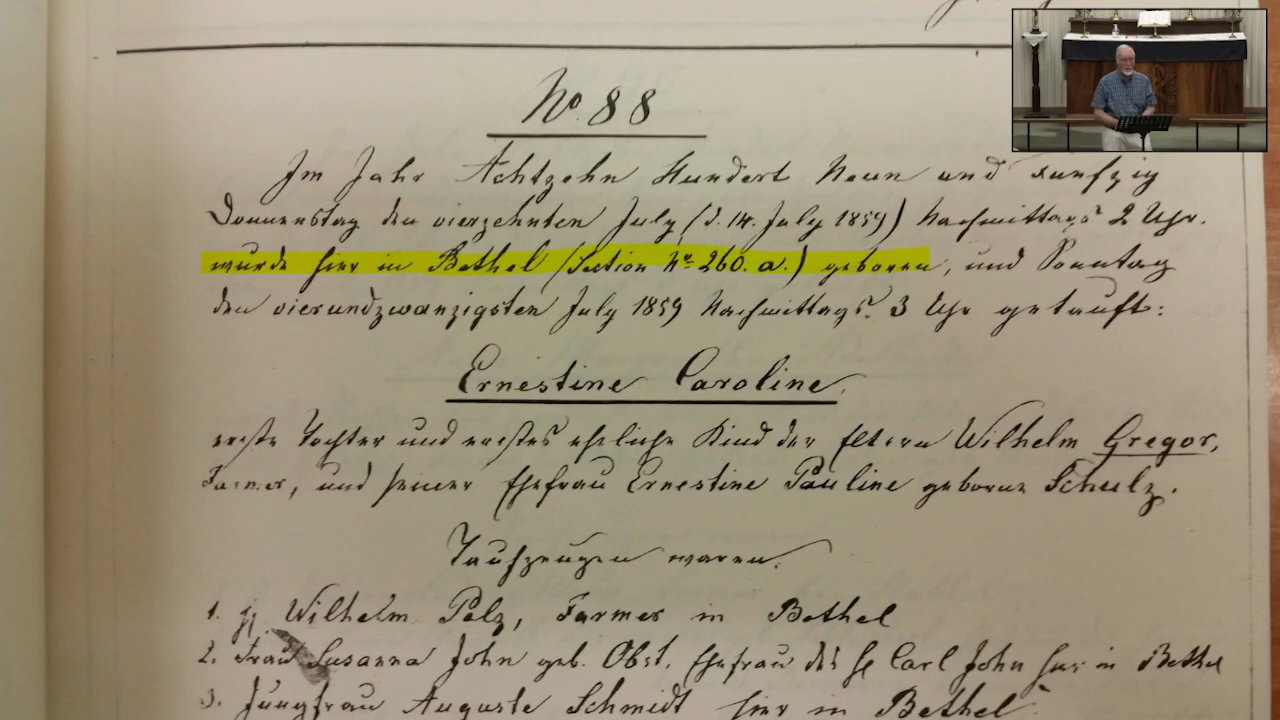 No. 88
Im Jahr Achtzehn Hundert Neun und Funfzig
Donnerstag den vierzehnten July (d. 14. July 1859) Nachmittags 2 Uhr.
wurde hier in Bethel (Section No. 260. a.) geboren, und Sonntag
den vierundzwanzigsten July 1859 Nachmittags 3 Uhr getauft:
Ernestine Caroline.
erste Tochter und erstes eheliche Kind der Eltern Wilhelm Gregor,
Farmer, und seiner Ehefrau Ernestine Pauline geborne Schulz.
Taufzeugen waren:
1. Wilhelm Polz, Farmer in Bethel
2. Frau Susanna John geb. Obst. Ehefrau des Carl John hier in Bethel
3. Jungfrau Auguste Schmidt hier in Bethel